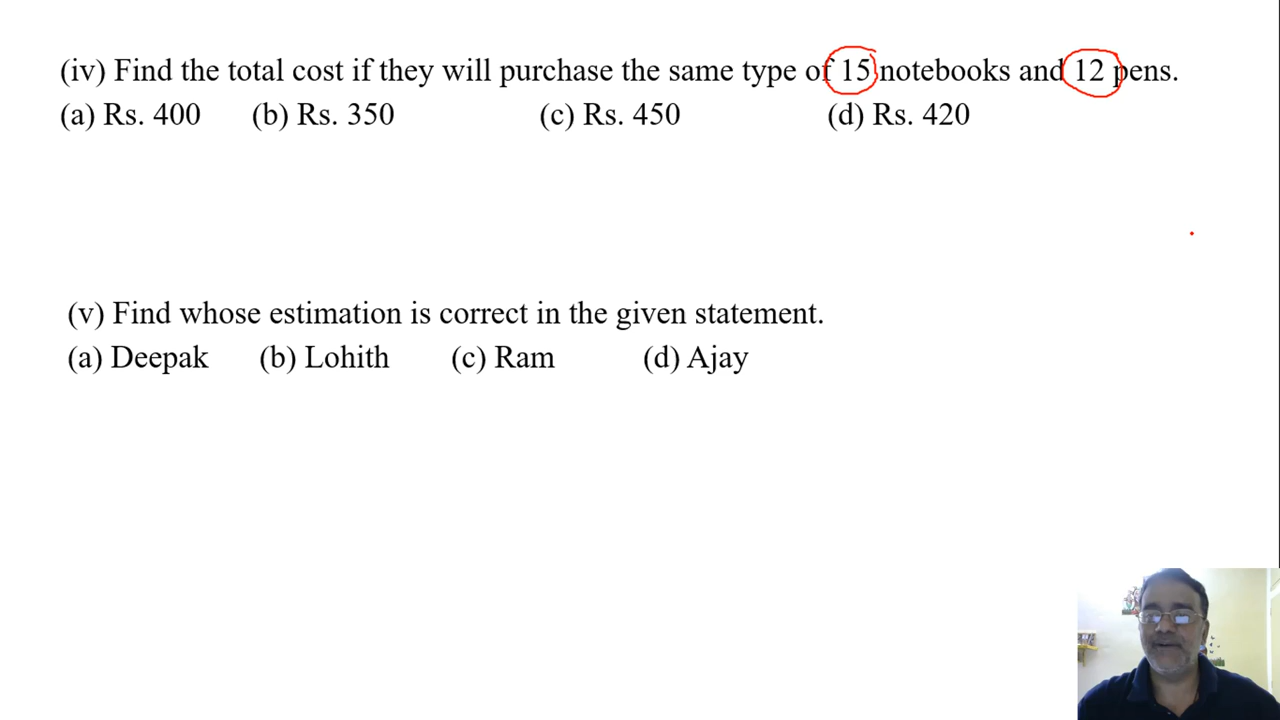 (iv) Find the total cost if they will purchase the same type of 15 notebooks and 12 pens.
(a) Rs. 400 (b) Rs. 350 (c) Rs. 450 (d) Rs. 420
(v) Find whose estimation is correct in the given statement.
(a) Deepak (b) Lohith (c) Ram (d) Ajay